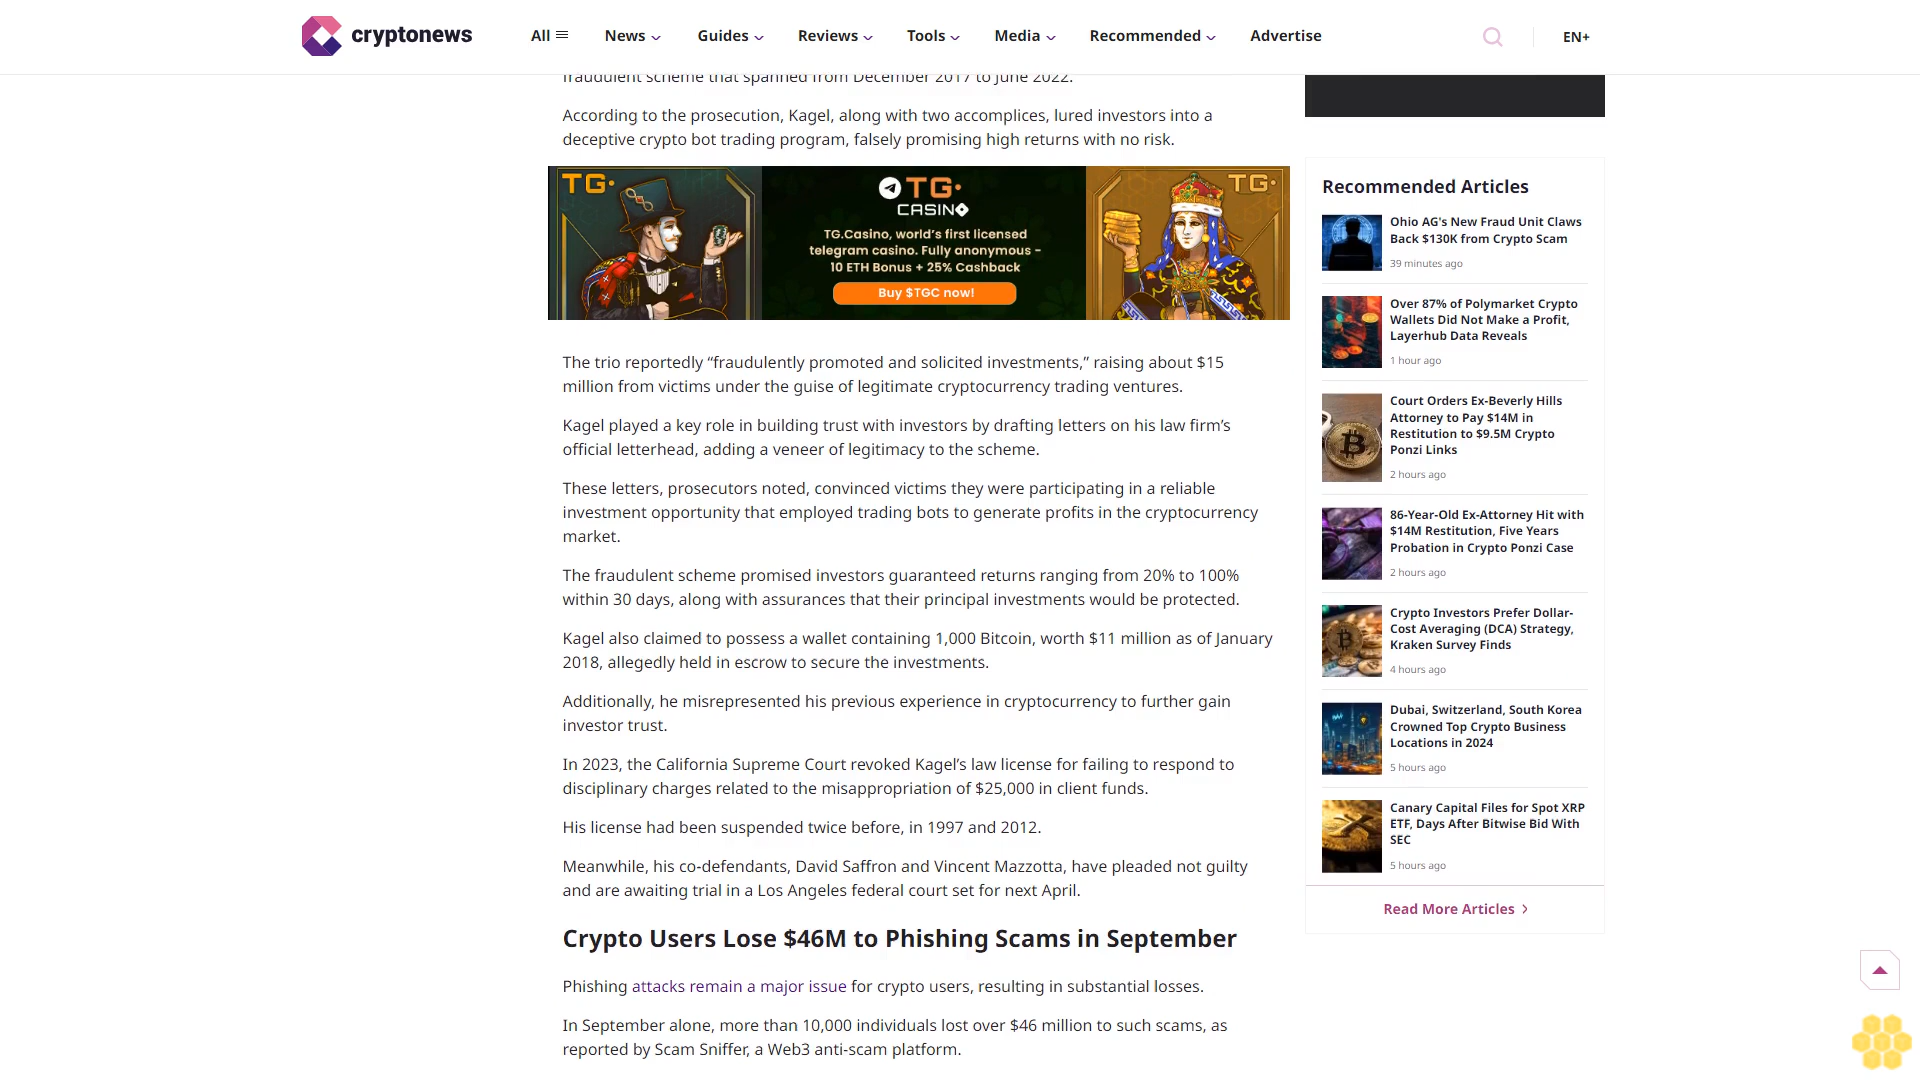 cryptonews
All
News
Guides
Reviews
Tools
Media
Recommended
Advertise
EN+
fraudulent scheme that spanned from December 2017 to June 2022.
According to the prosecution, Kagel, along with two accomplices, lured investors into a
deceptive crypto bot trading program, falsely promising high returns with no risk.
TG.
TG.
CASINO
TG.Casino, world's first licensed
telegram casino. Fully anonymous -
10 ETH Bonus + 25% Cashback
Buy $TGC now!
TG.
The trio reportedly “fraudulently promoted and solicited investments,” raising about $15
million from victims under the guise of legitimate cryptocurrency trading ventures.
Kagel played a key role in building trust with investors by drafting letters on his law firm’s
official letterhead, adding a veneer of legitimacy to the scheme.
These letters, prosecutors noted, convinced victims they were participating in a reliable
investment opportunity that employed trading bots to generate profits in the cryptocurrency
market.
The fraudulent scheme promised investors guaranteed returns ranging from 20% to 100%
within 30 days, along with assurances that their principal investments would be protected.
Kagel also claimed to possess a wallet containing 1,000 Bitcoin, worth $11 million as of January
2018, allegedly held in escrow to secure the investments.
Additionally, he misrepresented his previous experience in cryptocurrency to further gain
investor trust.
In 2023, the California Supreme Court revoked Kagel’s law license for failing to respond to
disciplinary charges related to the misappropriation of $25,000 in client funds.
His license had been suspended twice before, in 1997 and 2012.
Meanwhile, his co-defendants, David Saffron and Vincent Mazzotta, have pleaded not guilty
and are awaiting trial in a Los Angeles federal court set for next April.
Crypto Users Lose $46M to Phishing Scams in September
Phishing attacks remain a major issue for crypto users, resulting in substantial losses.
In September alone, more than 10,000 individuals lost over $46 million to such scams, as
reported by Scam Sniffer, a Web3 anti-scam platform.
Recommended Articles
Ohio AG's New Fraud Unit Claws
Back $130K from Crypto Scam
39 minutes ago
Over 87% of Polymarket Crypto
Wallets Did Not Make a Profit,
Layerhub Data Reveals
1 hour ago
Court Orders Ex-Beverly Hills
Attorney to Pay $14M in
Restitution to $9.5M Crypto
Ponzi Links
2 hours ago
86-Year-Old Ex-Attorney Hit with
$14M Restitution, Five Years
Probation in Crypto Ponzi Case
2 hours ago
Crypto Investors Prefer Dollar-
Cost Averaging (DCA) Strategy,
Kraken Survey Finds
4 hours ago
Dubai, Switzerland, South Korea
Crowned Top Crypto Business
Locations in 2024
5 hours ago
Canary Capital Files for Spot XRP
ETF, Days After Bitwise Bid With
SEC
5 hours ago
Read More Articles